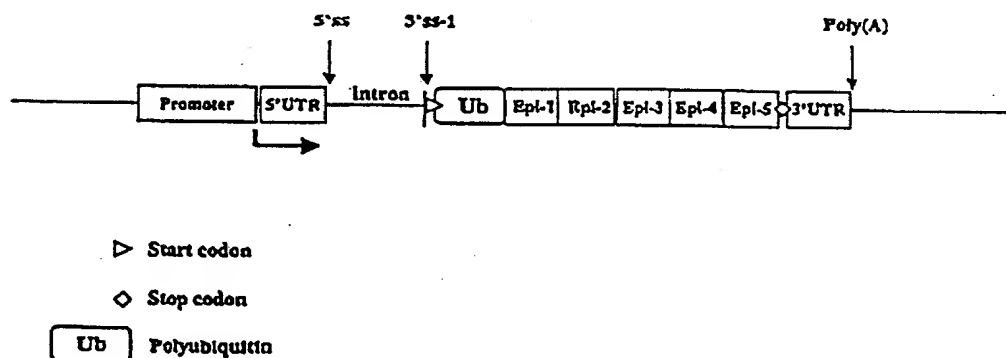 5'ss 3'ss-1 Poly(A)
Promoter 5'UTR Intron Ub Epi-1 Epi-2 Epi-3 Epi-4 Epi-5 3'UTR
Start codon
Stop codon
Ub Polyubiquitin